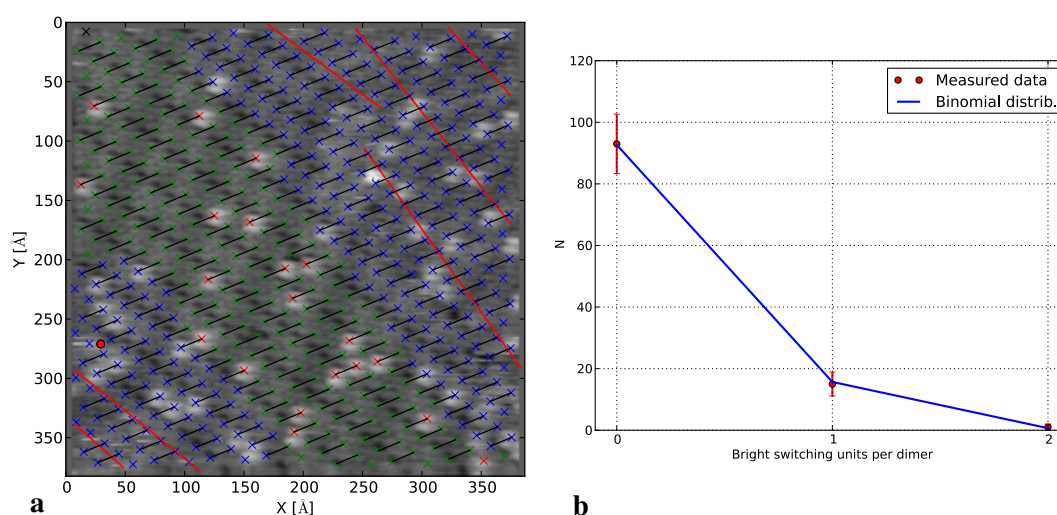 0
50
100
150
200
250
300
350
Y [Å]
0 50 100 150 200 250 300 350
X [Å]
a
120
100
80
60
40
20
0
N
Measured data
Binomial distrib.
0 1 2
Bright switching units per dimer
b